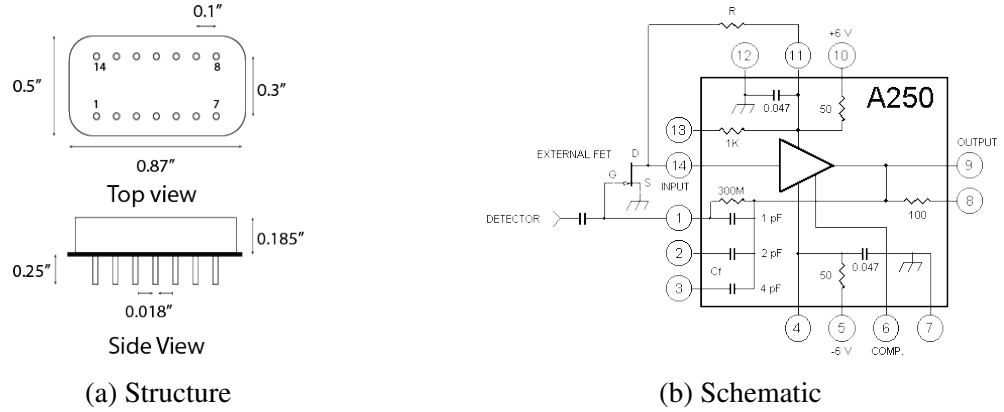 0.1”
14
8
0.5”
0.3”
1
7
0.87”
Top view
0.185”
0.25”
0.018”
Side View
(a) Structure
R
+6 V
12
11
10
A250
0.047
50
13
1K
EXTERNAL FET
D
G
S
14
OUTPUT
9
INPUT
300M
DETECTOR
1
1 pF
100
8
2
2 pF
Cf
3
4 pF
50
0.047
4
5
6
7
-6 V
COMP.
(b) Schematic